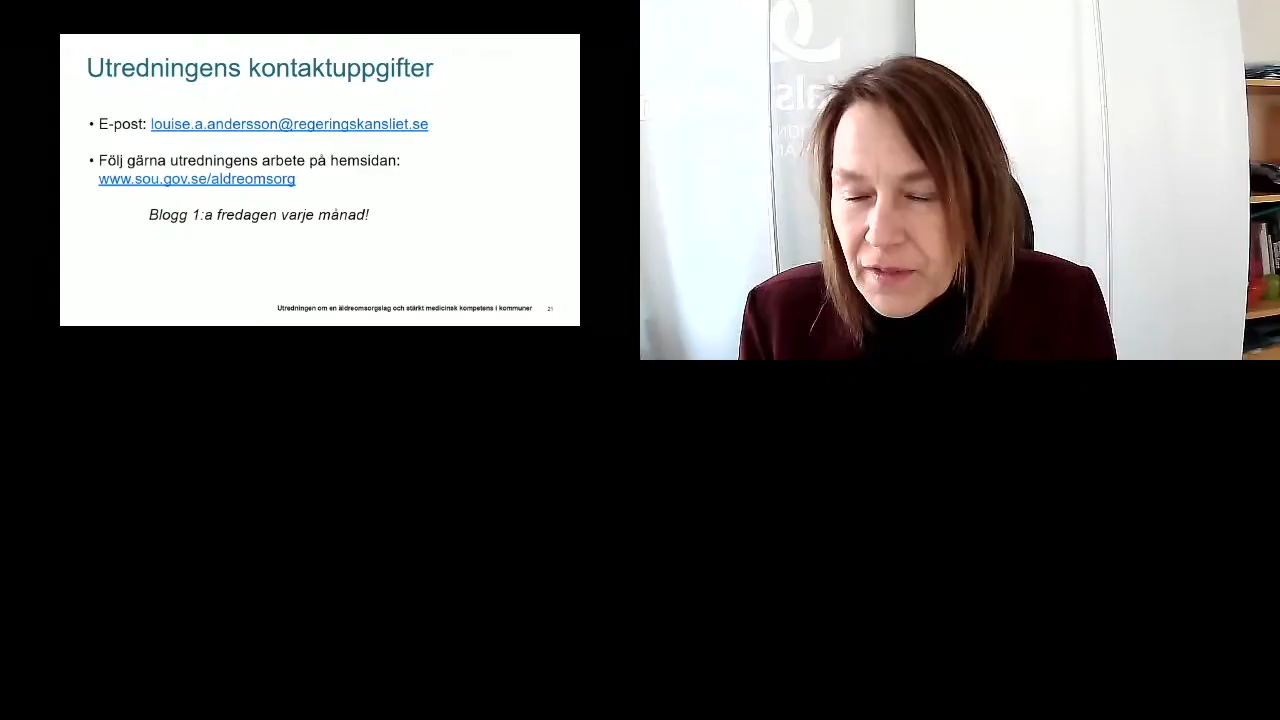 Utredningens kontaktuppgifter
• E-post: louise.a.andersson@regeringskansliet.se
• Följ gärna utredningens arbete på hemsidan:
www.sou.gov.se/aldreomsorg
Blogg 1:a fredagen varje månad!
Utredningen om en äldreomsorgslag och stärkt medicinsk kompetens i kommuner
21